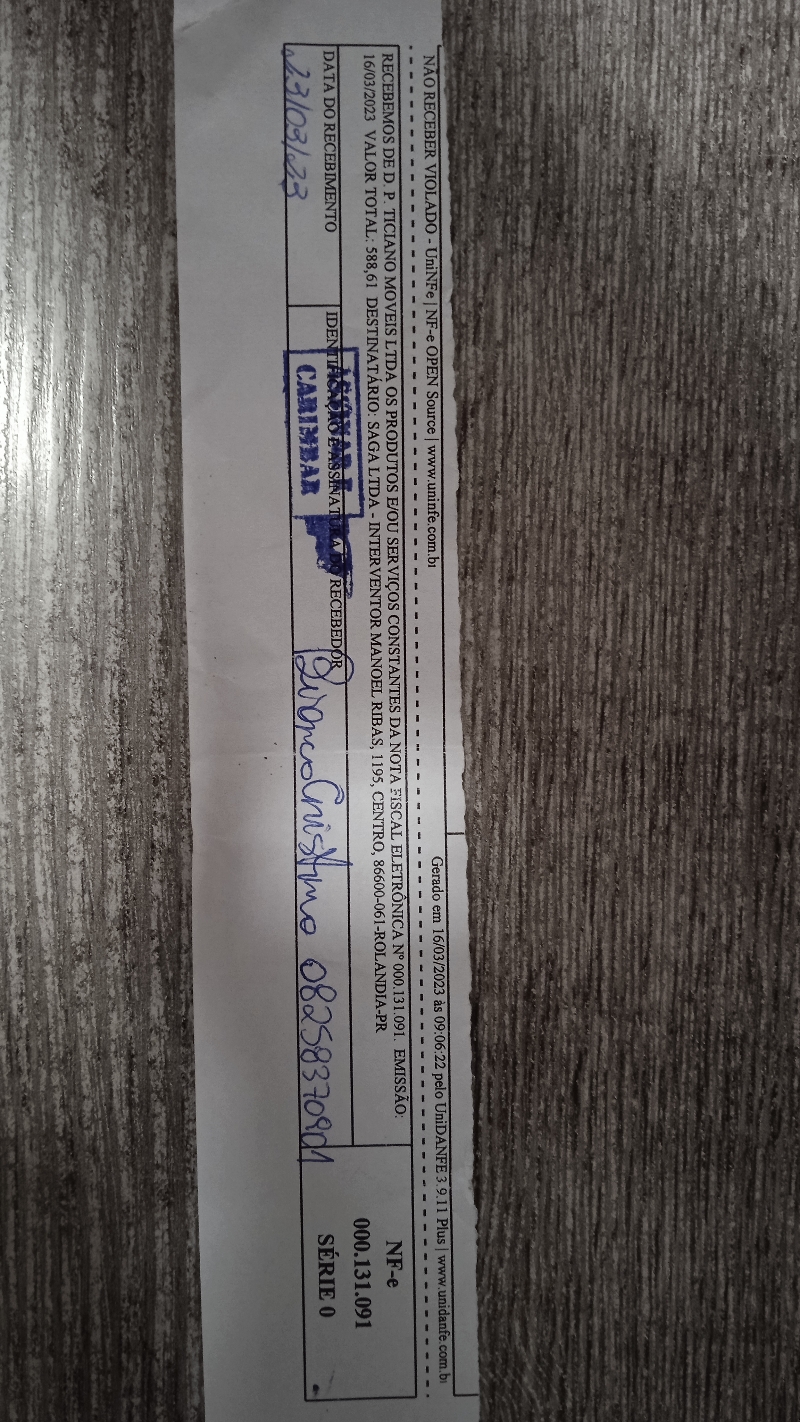 NÃO RECEBER VIOLADO - UniNFe | NF-e OPEN Source | www.uninfe.com.br
Gerado em 16/03/2023 às 09:06:22 pelo UniDANFE 3.9.11 Plus | www.unidanfe.com.br
RECEBEMOS DE D. P. TICIANO MOVEIS LTDA OS PRODUTOS E/OU SERVIÇOS CONSTANTES DA NOTA FISCAL ELETRÔNICA Nº 000.131.091. EMISSÃO:
16/03/2023 VALOR TOTAL: 588,61 DESTINATÁRIO: SAGA LTDA - INTERVENTOR MANOEL RIBAS, 1195, CENTRO, 86600-061-ROLANDIA-PR
DATA DO RECEBIMENTO
23/03/23
IDENTIFICAÇÃO E ASSINATURA DO RECEBEDOR
ASSINAR E
CARIMBAR
Cristiano 08258370901
NF-e
000.131.091
SÉRIE 0